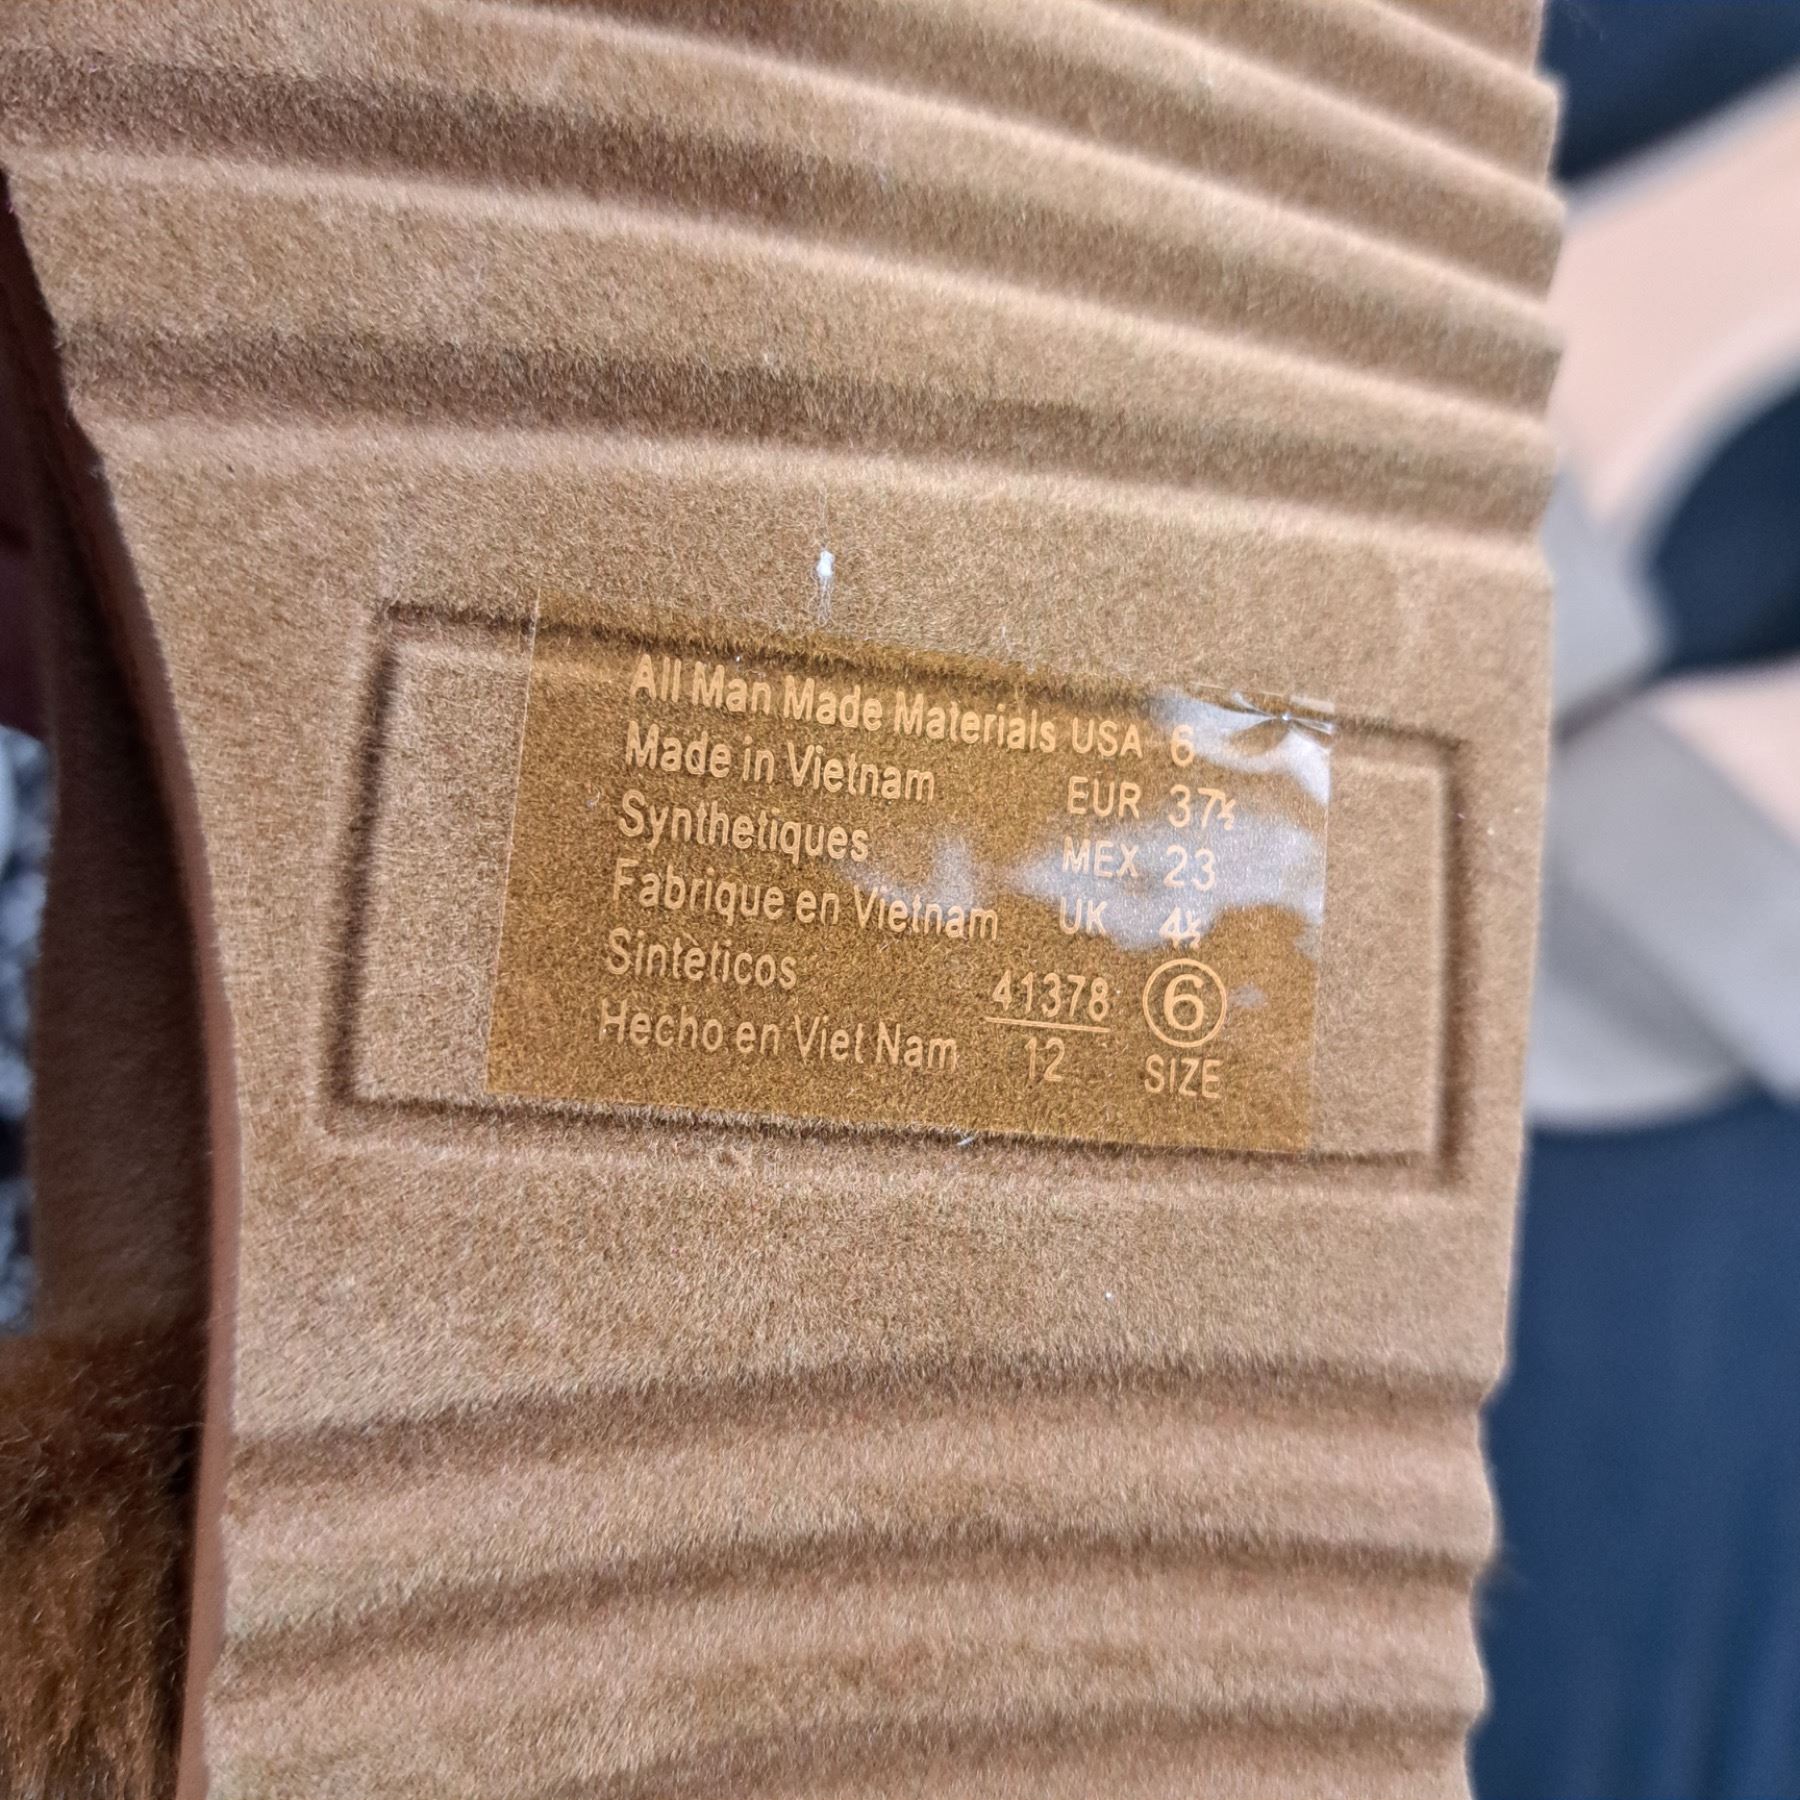 All Man Made Materials USA 6
Made in Vietnam EUR 37½
Synthetiques MEX 23
Fabrique en Vietnam UK 4½
Sintèticos 41378 6
Hecho en Viet Nam 12 SIZE